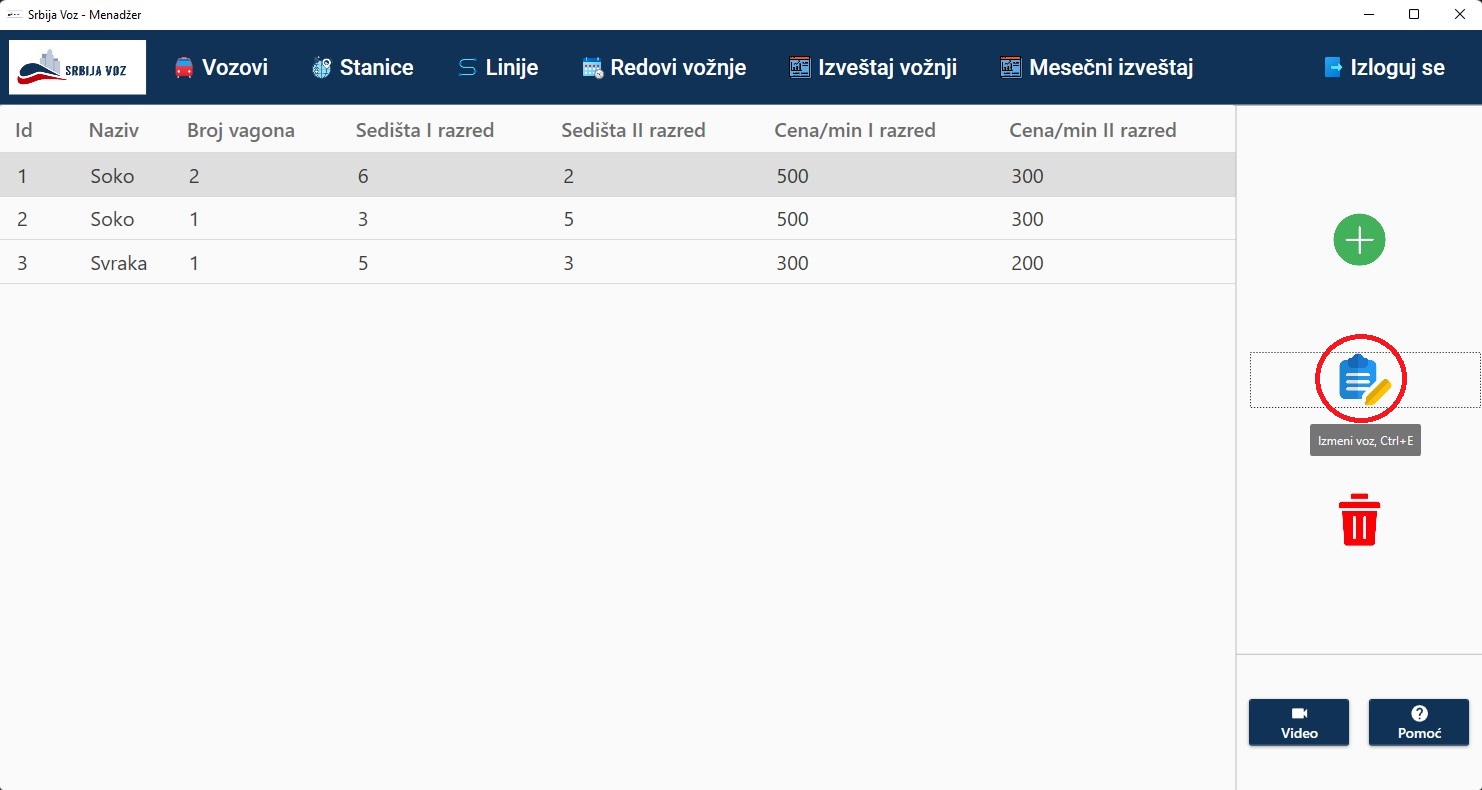 Srbija Voz - Menadžer
SRBIJA VOZ Vozovi Stanice Linije Redovi vožnje Izveštaj vožnji Mesečni izveštaj Izloguj se
Id Naziv Broj vagona Sedišta I razred Sedišta II razred Cena/min I razred Cena/min II razred
1 Soko 2 6 2 500 300
2 Soko 1 3 5 500 300
3 Svraka 1 5 3 300 200
Izmeni voz, Ctrl+E
Video Pomoć